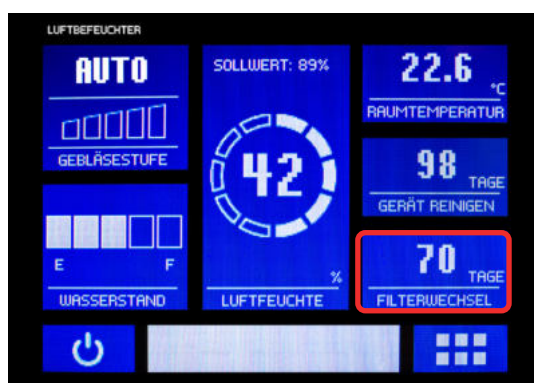 LUFTBEFEUCHTER
AUTO
GEBLÄSESTUFE
E F
WASSERSTAND
SOLLWERT: 89%
42
%
LUFTFEUCHTE
22.6 °C
RAUMTEMPERATUR
98 TAGE
GERÄT REINIGEN
70 TAGE
FILTERWECHSEL